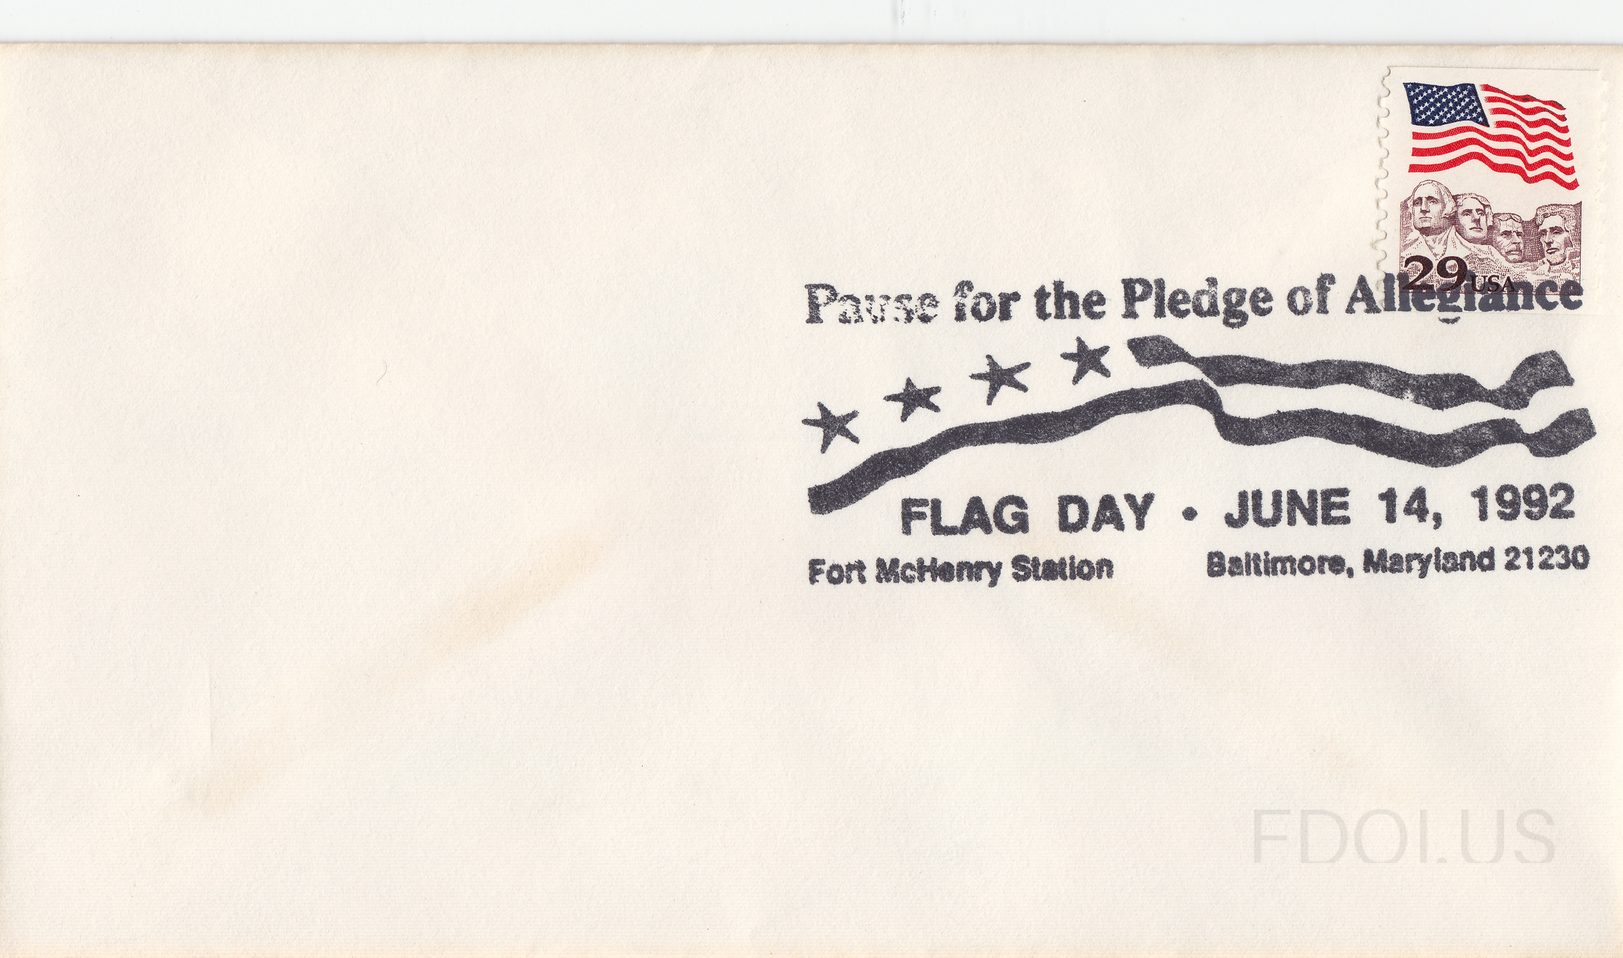 29 USA
Pause for the Pledge of Allegiance
FLAG DAY • JUNE 14, 1992
Fort McHenry Station Baltimore, Maryland 21230
FDOI.US